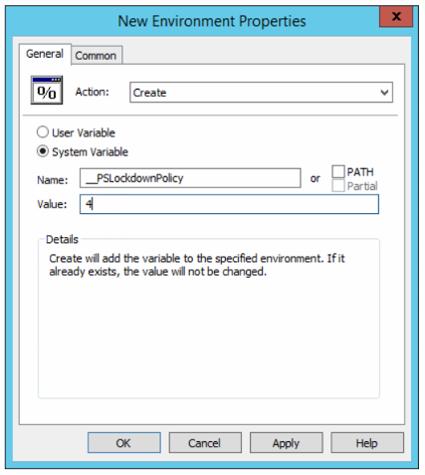 New Environment Properties
x
General Common
% Action: Create
User Variable
System Variable
Name: __PSLockdownPolicy or PATH
Partial
Value: 4
Details
Create will add the variable to the specified environment. If it
already exists, the value will not be changed.
OK Cancel Apply Help